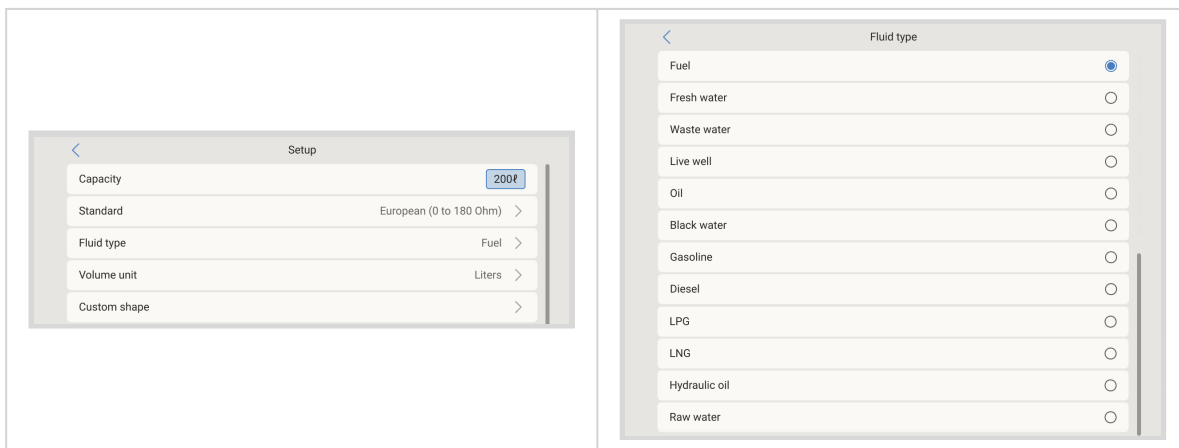 Setup
Capacity 200ℓ
Standard European (0 to 180 Ohm)
Fluid type Fuel
Volume unit Liters
Custom shape
Fluid type
Fuel
Fresh water
Waste water
Live well
Oil
Black water
Gasoline
Diesel
LPG
LNG
Hydraulic oil
Raw water